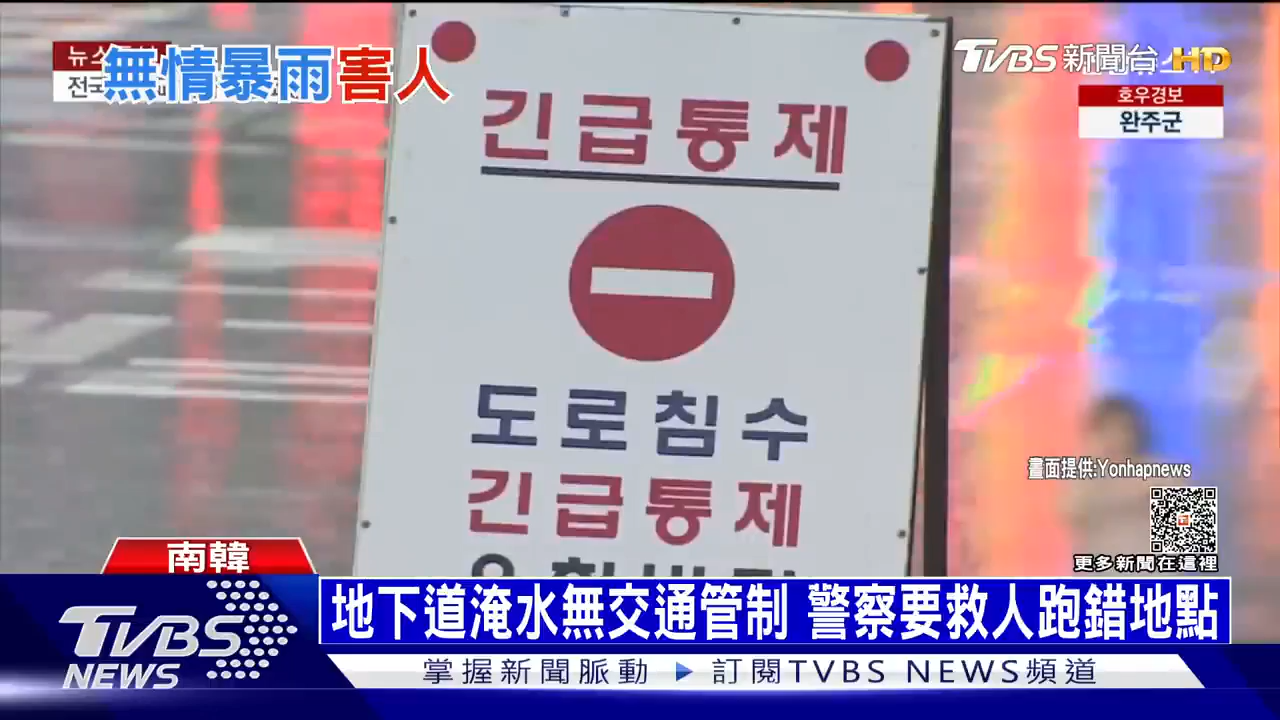 無情暴雨害人
TVBS新聞台 HD
호우경보
완주군
긴급통제
도로침수
긴급통제
畫面提供:Yonhapnews
更多新聞在這裡
南韓
地下道淹水無交通管制 警察要救人跑錯地點
TVBS
NEWS
掌握新聞脈動 ▶ 訂閱TVBS NEWS頻道